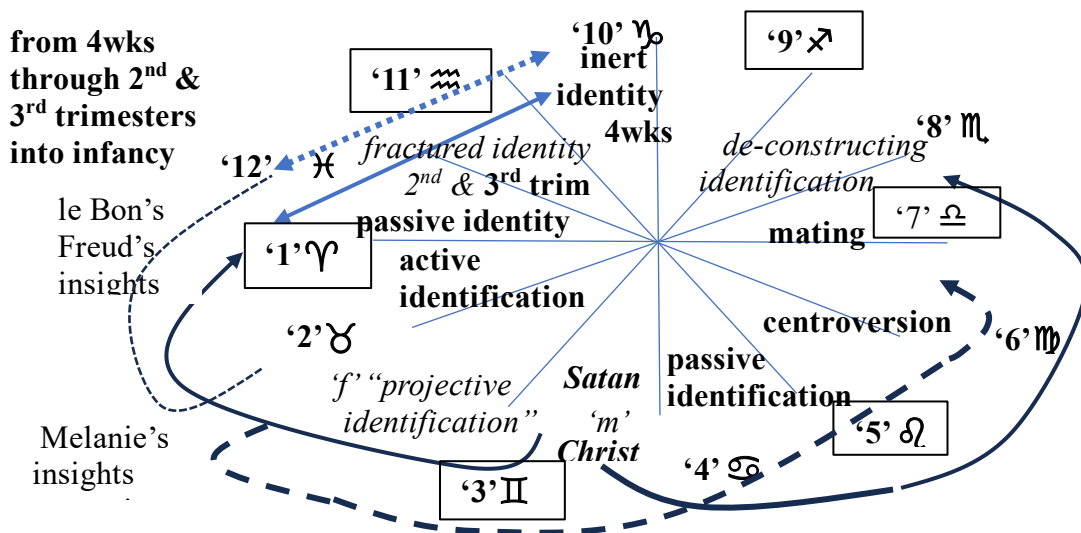 from 4wks
through 2nd &
3rd trimesters
into infancy
‘10’ ♑
inert
identity
4wks
‘9’ ♐
‘11’ ♒
‘8’ ♏
fractured identity
2nd & 3rd trim
de-constructing
identification
‘12’ ♓
le Bon’s
Freud’s
insights
passive identity
‘7’ ♎
mating
‘1’ ♈
active
identification
centroversion
‘6’ ♍
‘2’ ♉
passive
identification
‘f’ “projective
identification”
Satan
‘m’
Christ
‘5’ ♌
Melanie’s
insights
‘4’ ♋
‘3’ ♊